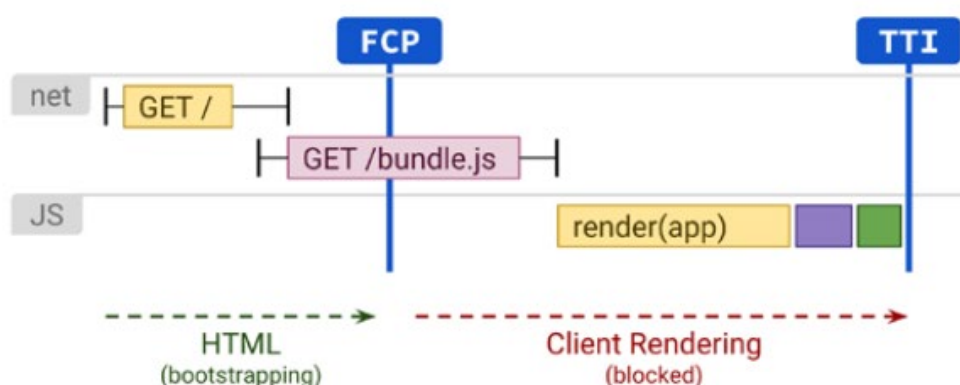 FCP
TTI
net
GET /
GET /bundle.js
JS
render(app)
HTML
(bootstrapping)
Client Rendering
(blocked)